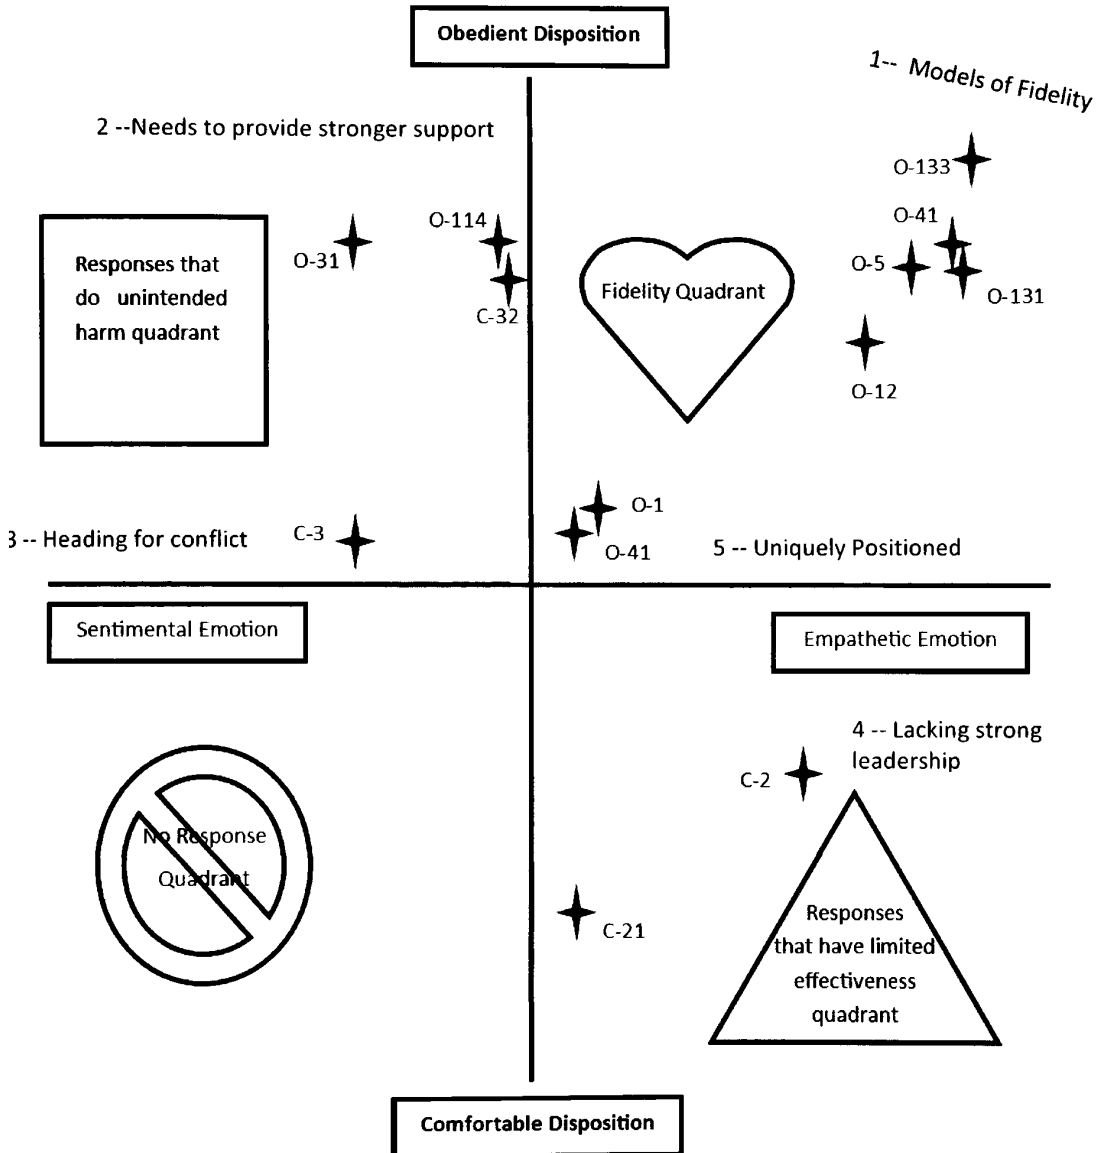 Obedient Disposition
1-- Models of Fidelity
2 --Needs to provide stronger support
O-133
O-41
O-114
O-31
O-5
O-131
C-32
Responses that
do unintended
harm quadrant
Fidelity Quadrant
O-12
O-1
C-3
O-41
3 -- Heading for conflict
5 -- Uniquely Positioned
Sentimental Emotion
Empathetic Emotion
4 -- Lacking strong
leadership
C-2
No Response
Quadrant
C-21
Responses
that have limited
effectiveness
quadrant
Comfortable Disposition